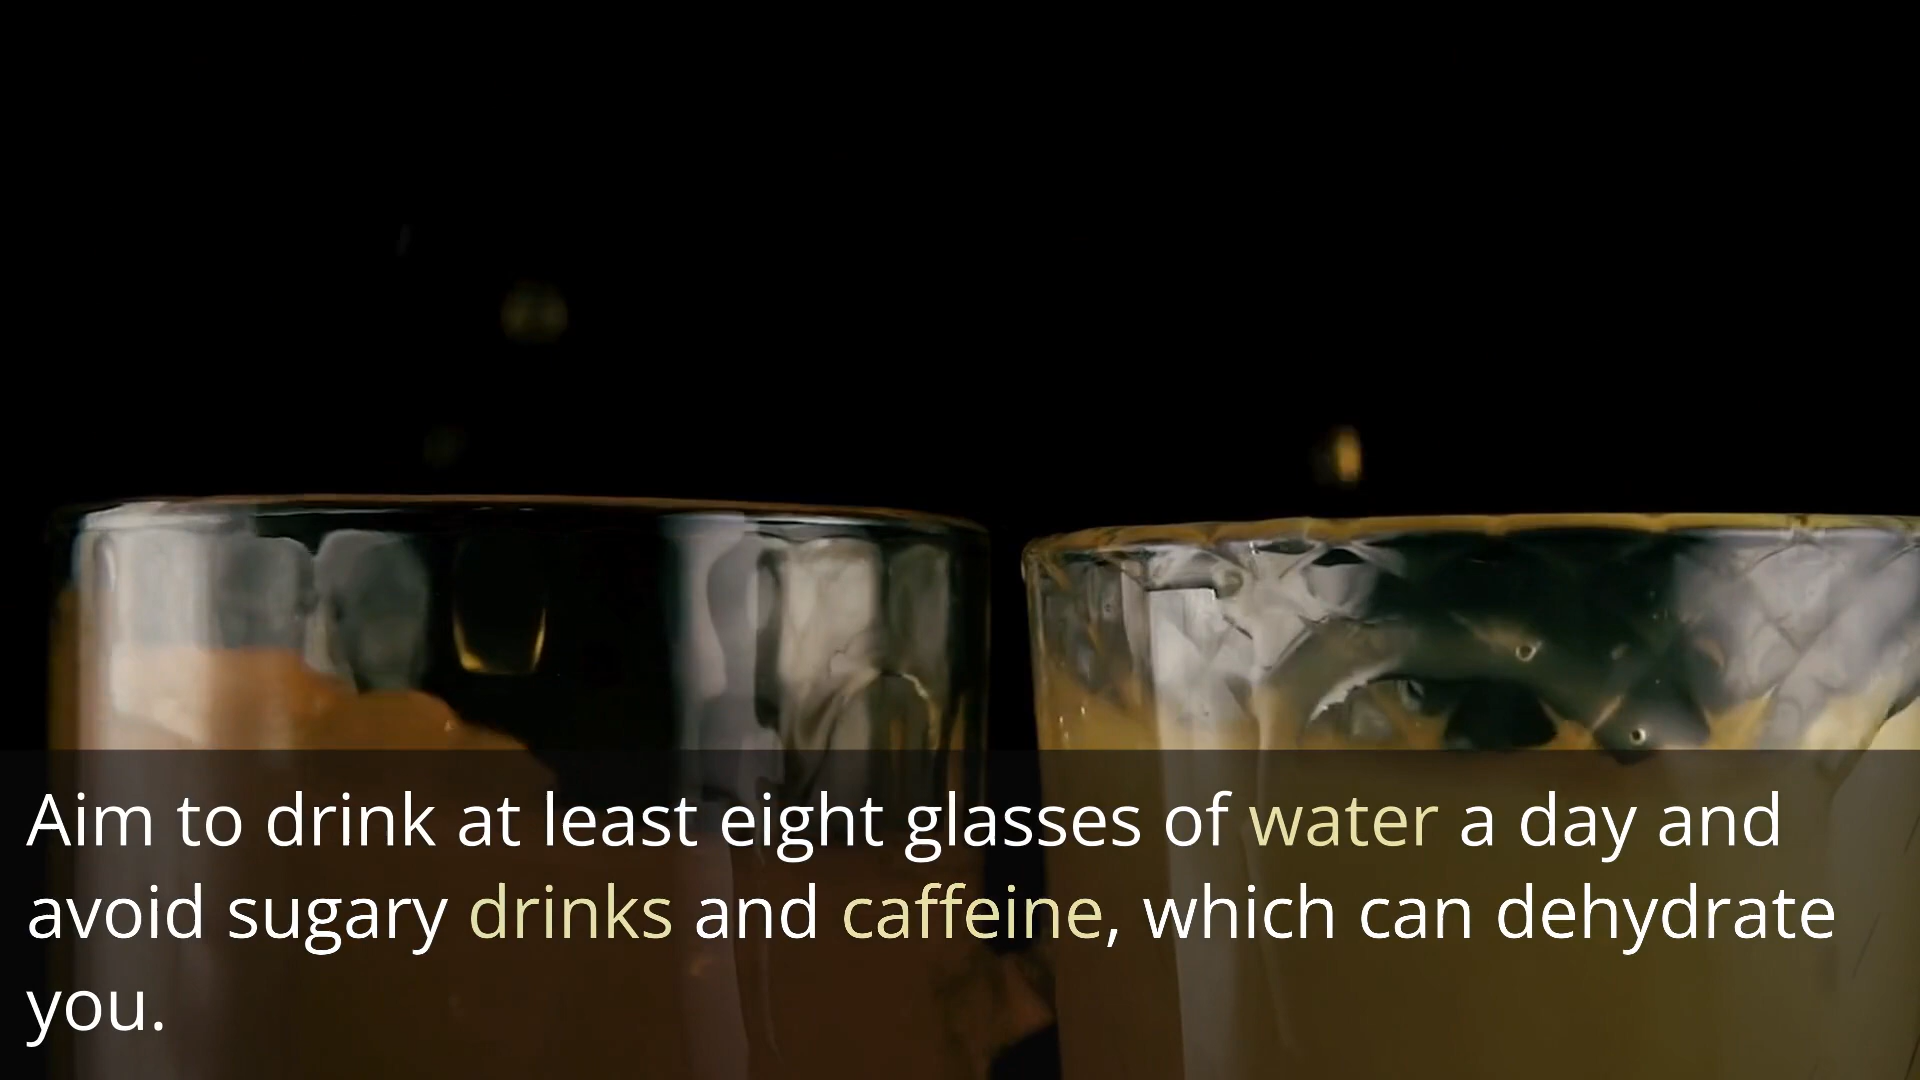 Aim to drink at least eight glasses of water a day and
avoid sugary drinks and caffeine, which can dehydrate
you.